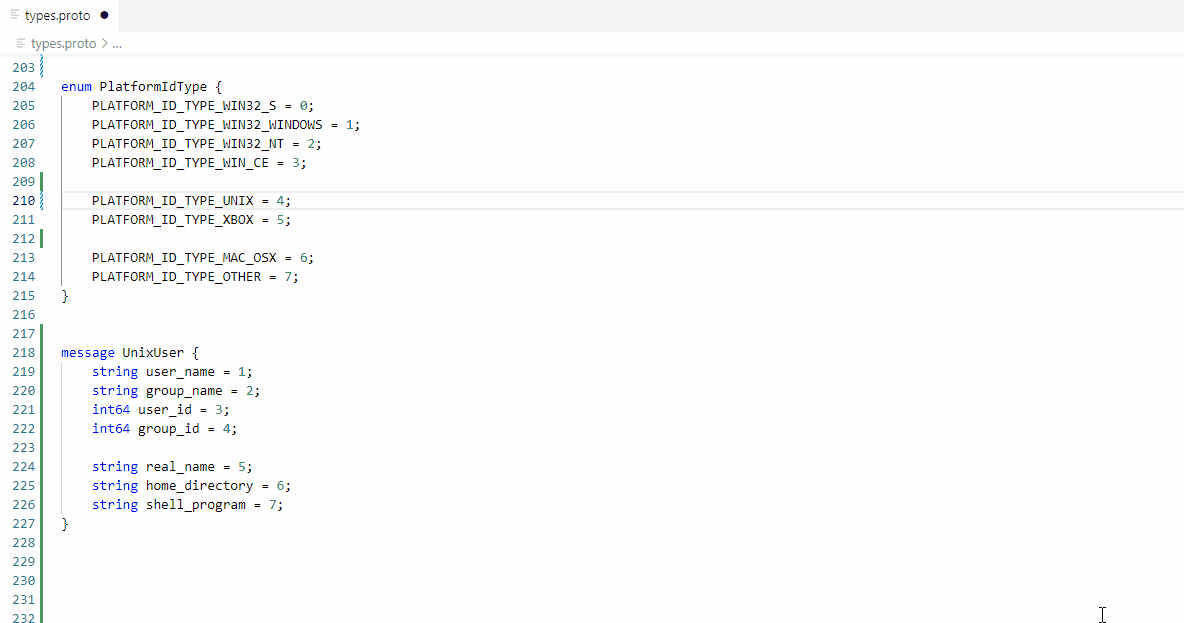 types.proto
types.proto > ...
203
204 enum PlatformIdType {
205 PLATFORM_ID_TYPE_WIN32_S = 0;
206 PLATFORM_ID_TYPE_WIN32_WINDOWS = 1;
207 PLATFORM_ID_TYPE_WIN32_NT = 2;
208 PLATFORM_ID_TYPE_WIN_CE = 3;
209
210 PLATFORM_ID_TYPE_UNIX = 4;
211 PLATFORM_ID_TYPE_XBOX = 5;
212
213 PLATFORM_ID_TYPE_MAC_OSX = 6;
214 PLATFORM_ID_TYPE_OTHER = 7;
215 }
216
217
218 message UnixUser {
219 string user_name = 1;
220 string group_name = 2;
221 int64 user_id = 3;
222 int64 group_id = 4;
223
224 string real_name = 5;
225 string home_directory = 6;
226 string shell_program = 7;
227 }
228
229
230
231
232